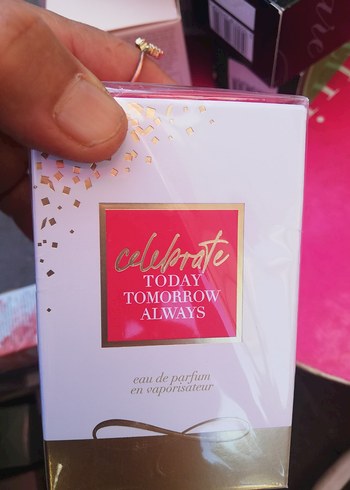 celebrate
TODAY
TOMORROW
ALWAYS
eau de parfum
en vaporisateur